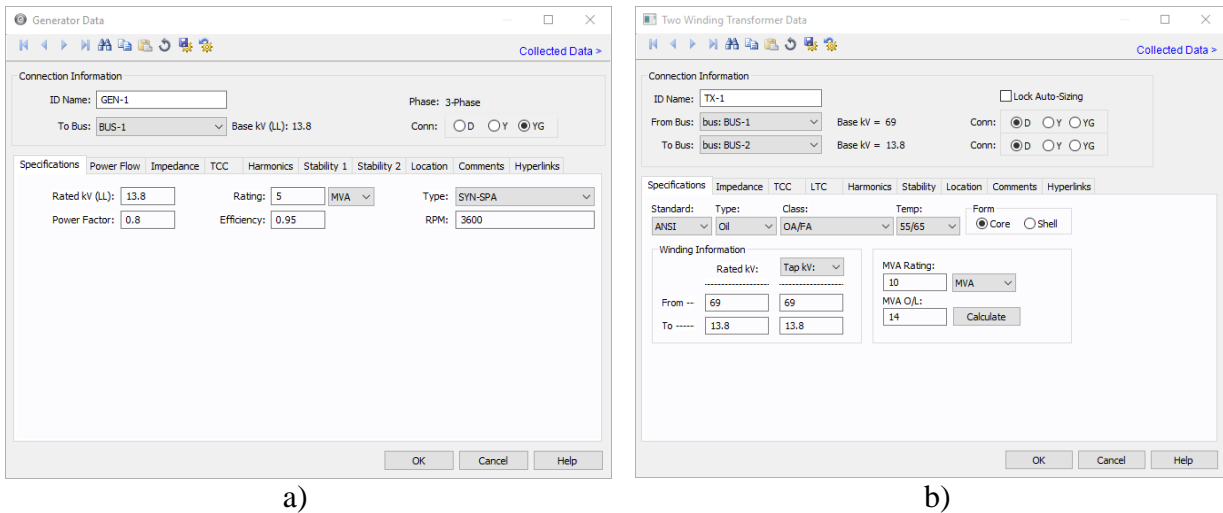 Generator Data
Collected Data >
Connection Information
ID Name: GEN-1 Phase: 3-Phase
To Bus: BUS-1 Base kV (LL): 13.8 Conn: D Y YG
Specifications Power Flow Impedance TCC Harmonics Stability 1 Stability 2 Location Comments Hyperlinks
Rated kV (LL): 13.8 Rating: 5 MVA Type: SYN-SPA
Power Factor: 0.8 Efficiency: 0.95 RPM: 3600
OK Cancel Help
a)
Two Winding Transformer Data
Collected Data >
Connection Information
ID Name: TX-1 Lock Auto-Sizing
From Bus: bus: BUS-1 Base kV = 69 Conn: D Y YG
To Bus: bus: BUS-2 Base kV = 13.8 Conn: D Y YG
Specifications Impedance TCC LTC Harmonics Stability Location Comments Hyperlinks
Standard: Type: Class: Temp: Form
ANSI Oil OA/FA 55/65 Core Shell
Winding Information
Rated kV: Tap kV: MVA Rating:
10 MVA
From -- 69 69 MVA O/L:
To ----- 13.8 13.8 14 Calculate
OK Cancel Help
b)